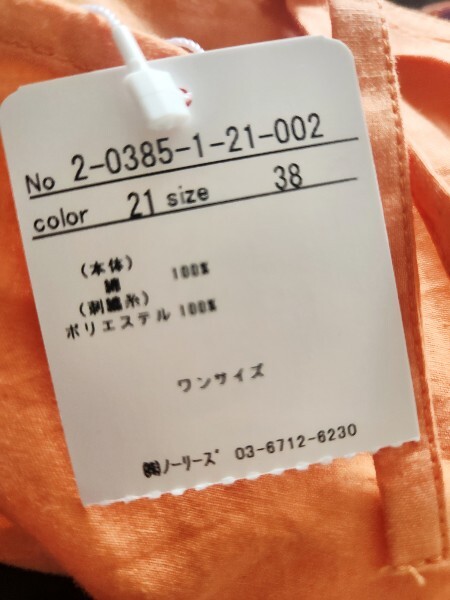 No 2-0385-1-21-002
color 21 size 38
(本体)
綿 100%
(刺繍糸)
ポリエステル 100%
ワンサイズ
㈱ノーリーズ 03-6712-6230